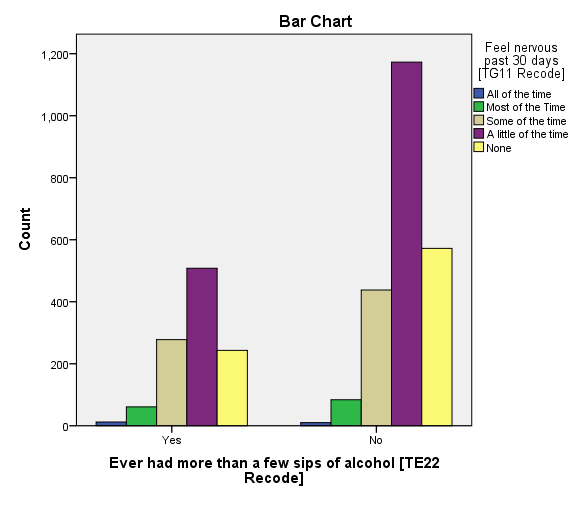 Bar Chart
Feel nervous
past 30 days
[TG11 Recode]
All of the time
Most of the Time
Some of the time
A little of the time
None
1,200
1,000
800
600
400
200
0
Count
Yes
No
Ever had more than a few sips of alcohol [TE22
Recode]